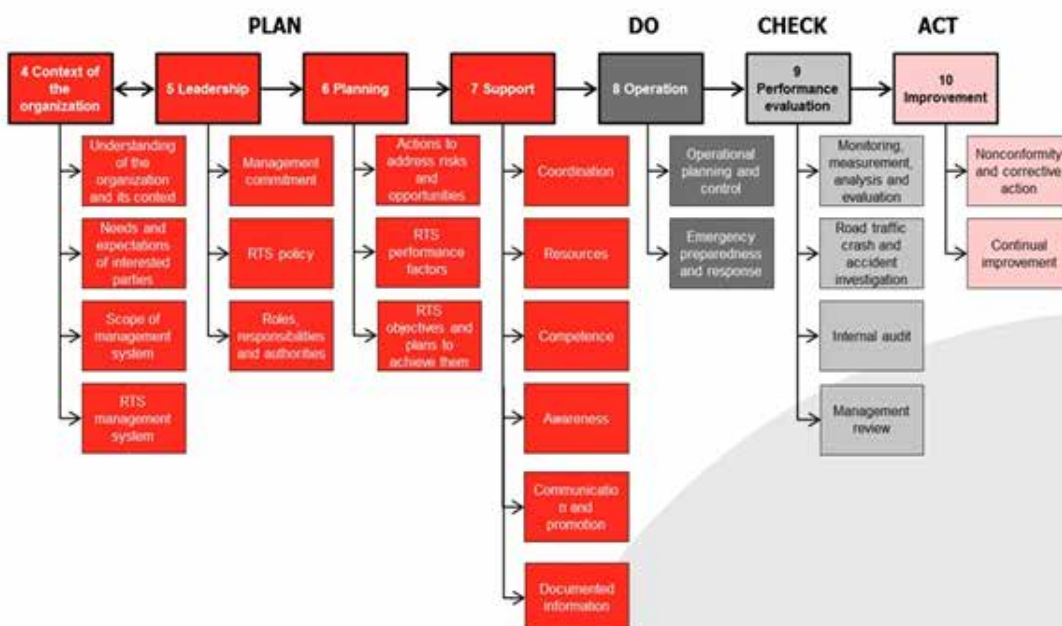 PLAN
DO
CHECK
ACT
4 Context of
the
organization
5 Leadership
6 Planning
7 Support
8 Operation
9
Performance
evaluation
10
Improvement
Understanding
of the
organization
and its context
Needs and
expectations
of interested
parties
Scope of
management
system
RTS
management
system
Management
commitment
RTS policy
Roles,
responsibilities
and authorities
Actions to
address risks
and
opportunities
RTS
performance
factors
RTS
objectives and
plans to
achieve them
Coordination
Resources
Competence
Awareness
Communicatio
n and
promotion
Documented
information
Operational
planning and
control
Emergency
preparedness
and response
Monitoring,
measurement,
analysis and
evaluation
Road traffic
crash and
accident
investigation
Internal audit
Management
review
Nonconformity
and corrective
action
Continual
improvement